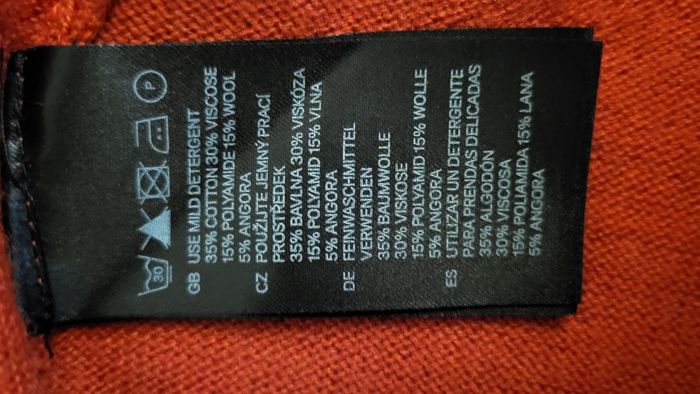 30 P
GB USE MILD DETERGENT
35% COTTON 30% VISCOSE
15% POLYAMIDE 15% WOOL
5% ANGORA
CZ POUŽIJTE JEMNÝ PRACÍ
PROSTŘEDEK
35% BAVLNA 30% VISKÓZA
15% POLYAMID 15% VLNA
5% ANGORA
DE FEINWASCHMITTEL
VERWENDEN
35% BAUMWOLLE
30% VISKOSE
15% POLYAMID 15% WOLLE
5% ANGORA
ES UTILIZAR UN DETERGENTE
PARA PRENDAS DELICADAS
35% ALGODÓN
30% VISCOSA
15% POLIAMIDA 15% LANA
5% ANGORA